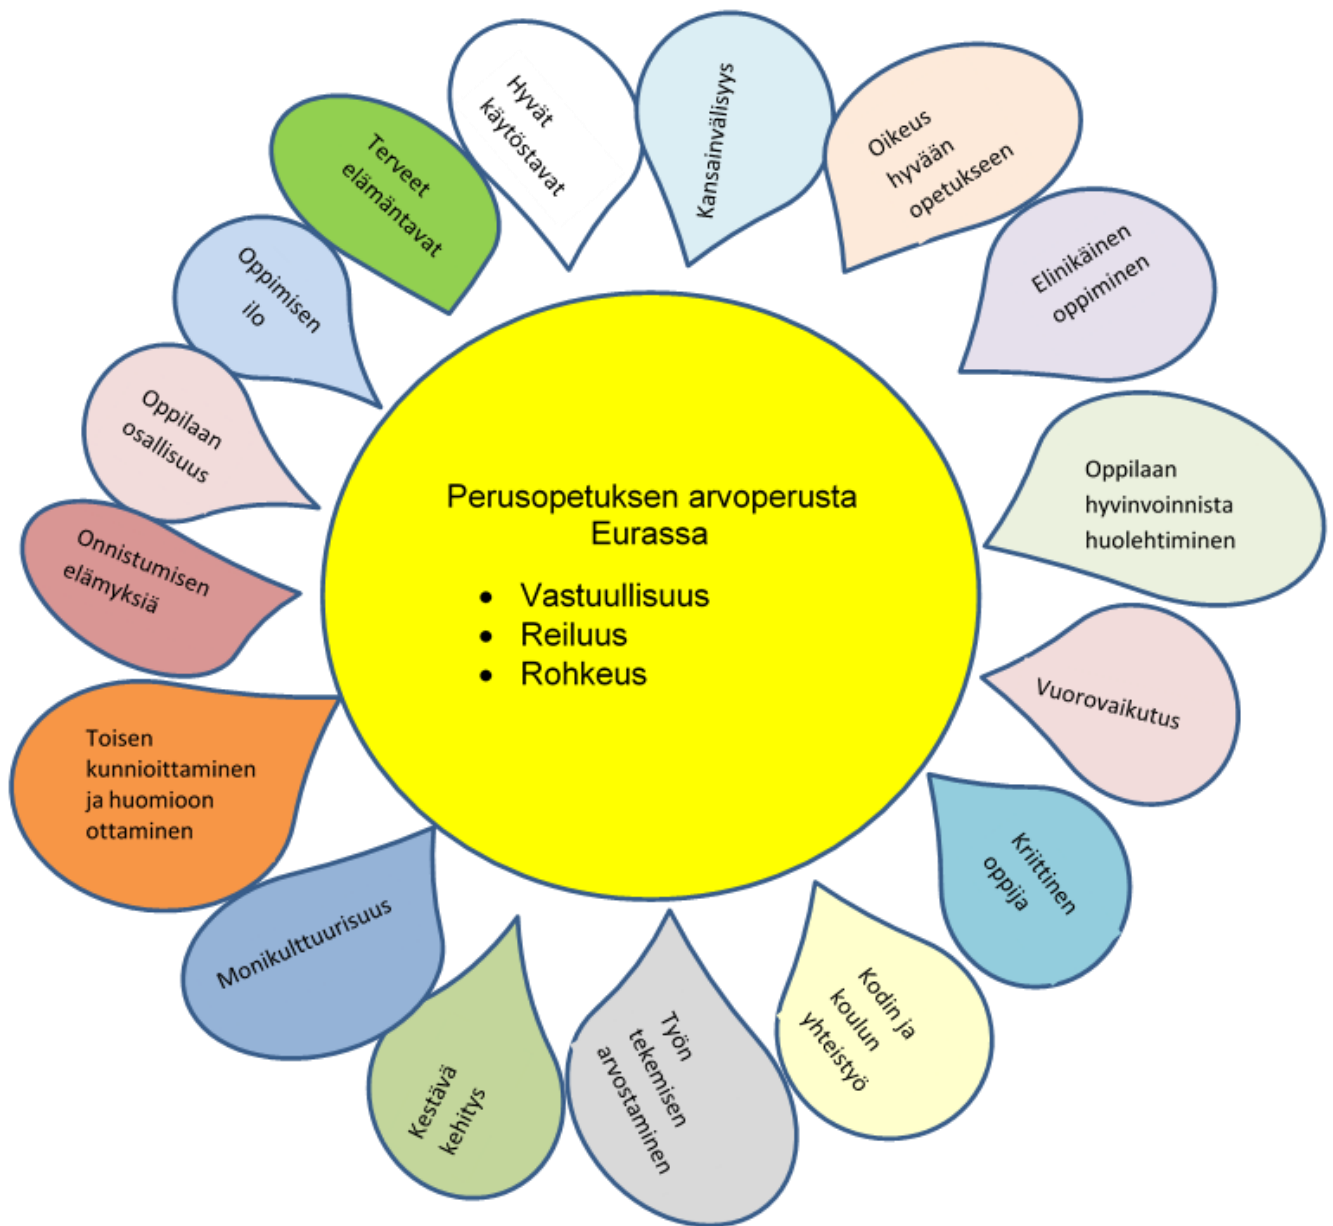 Perusopetuksen arvoperusta
Eurassa
• Vastuullisuus
• Reiluus
• Rohkeus
Hyvät
käytöstavat
Kansainvälisyys
Oikeus
hyvään
opetukseen
Elinikäinen
oppiminen
Oppilaan
hyvinvoinnista
huolehtiminen
Vuorovaikutus
Kriittinen
oppija
Kodin ja
koulun
yhteistyö
Työn
tekemisen
arvostaminen
Kestävä
kehitys
Monikulttuurisuus
Toisen
kunnioittaminen
ja huomioon
ottaminen
Onnistumisen
elämyksiä
Oppilaan
osallisuus
Oppimisen
ilo
Terveet
elämäntavat